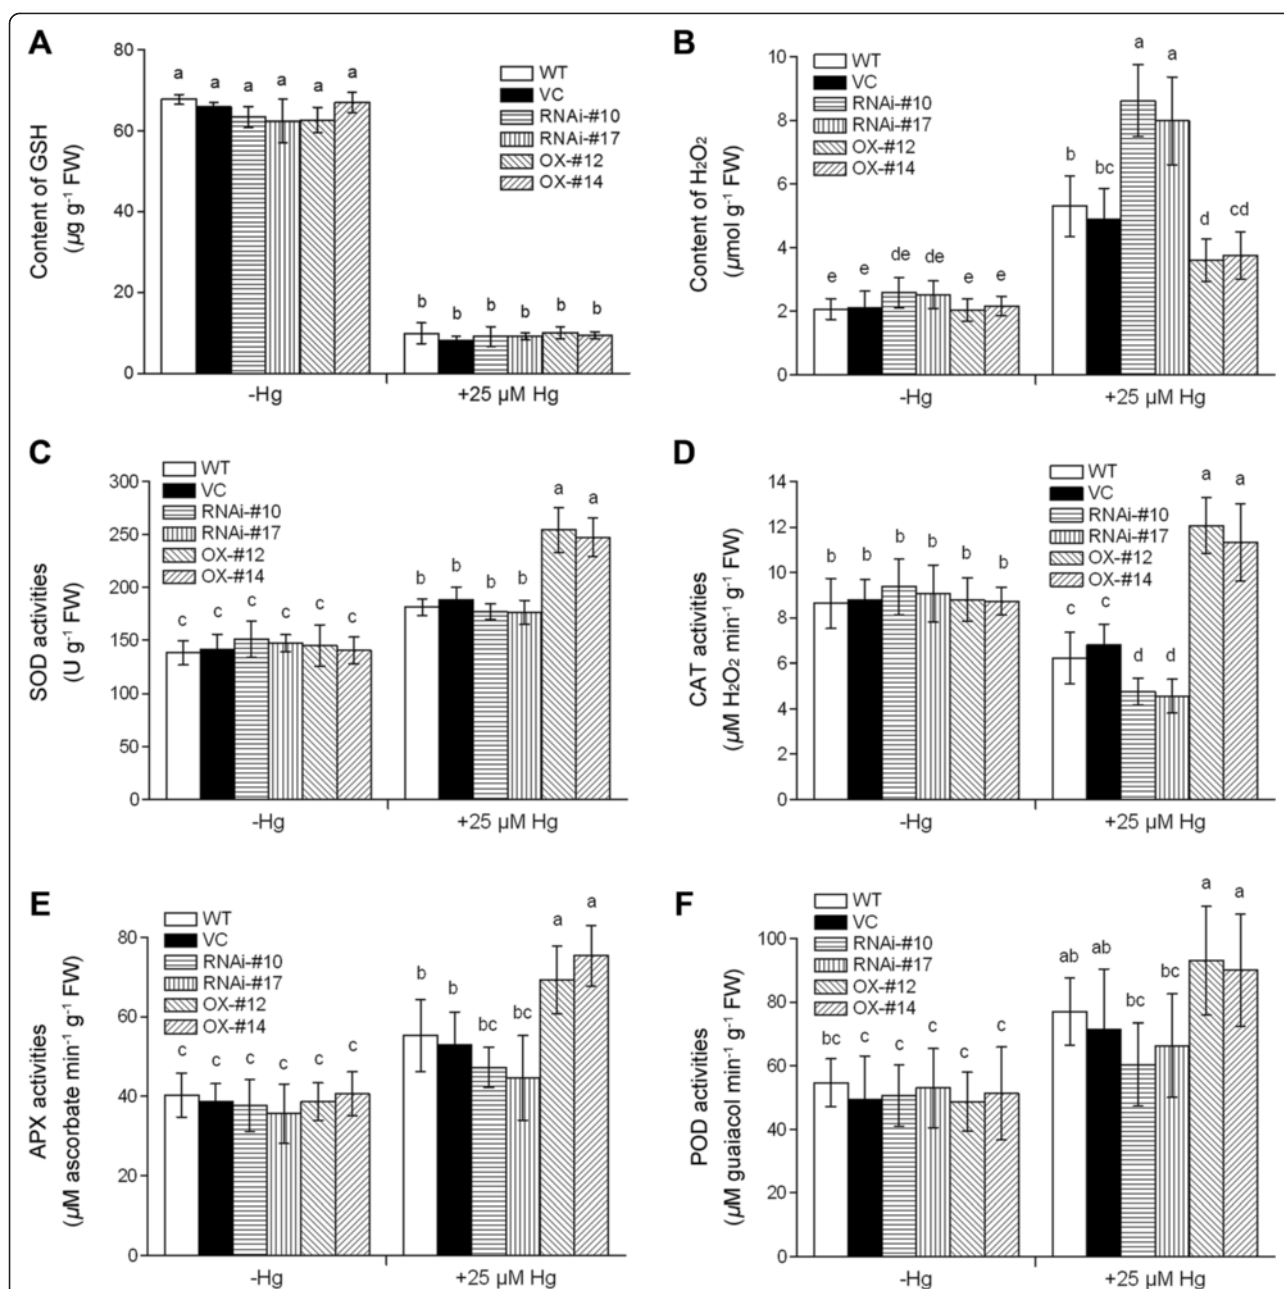 A
Content of GSH
(µg g⁻¹ FW)
80
60
40
20
0
a a a a a a
b b b b b b
WT
VC
RNAi-#10
RNAi-#17
OX-#12
OX-#14
-Hg
+25 µM Hg
B
Content of H₂O₂
(µmol g⁻¹ FW)
10
8
6
4
2
0
WT
VC
RNAi-#10
RNAi-#17
OX-#12
OX-#14
e e de de e e
b bc a a d cd
-Hg
+25 µM Hg
C
SOD activities
(U g⁻¹ FW)
300
250
200
150
100
50
0
WT
VC
RNAi-#10
RNAi-#17
OX-#12
OX-#14
c c c c c c
b b b b a a
-Hg
+25 µM Hg
D
CAT activities
(µM H₂O₂ min⁻¹ g⁻¹ FW)
14
12
10
8
6
4
2
0
b b b b b b
c c d d a a
WT
VC
RNAi-#10
RNAi-#17
OX-#12
OX-#14
-Hg
+25 µM Hg
E
APX activities
(µM ascorbate min⁻¹ g⁻¹ FW)
80
60
40
20
0
WT
VC
RNAi-#10
RNAi-#17
OX-#12
OX-#14
c c c c c c
b b bc bc a a
-Hg
+25 µM Hg
F
POD activities
(µM guaiacol min⁻¹ g⁻¹ FW)
100
80
60
40
20
0
WT
VC
RNAi-#10
RNAi-#17
OX-#12
OX-#14
bc c c c c c
ab ab bc bc a a
-Hg
+25 µM Hg